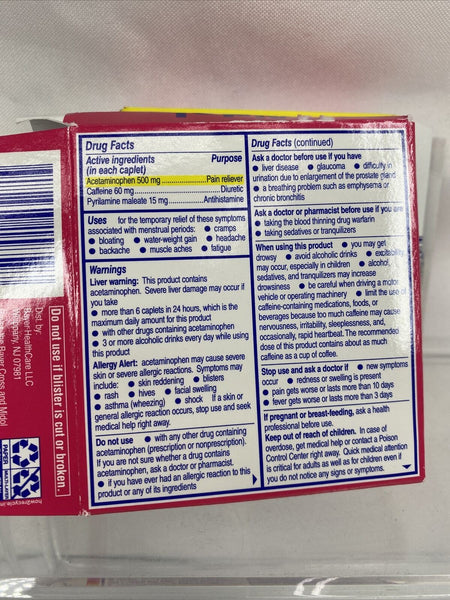 Drug Facts
Active ingredients Purpose
(in each caplet)
Acetaminophen 500 mg..................Pain reliever
Caffeine 60 mg..................Diuretic
Pyrilamine maleate 15 mg..................Antihistamine
Uses for the temporary relief of these symptoms
associated with menstrual periods: • cramps
• bloating • water-weight gain • headache
• backache • muscle aches • fatigue
Warnings
Liver warning: This product contains
acetaminophen. Severe liver damage may occur if
you take
• more than 6 caplets in 24 hours, which is the
maximum daily amount for this product
• with other drugs containing acetaminophen
• 3 or more alcoholic drinks every day while using
this product
Allergy Alert: acetaminophen may cause severe
skin or severe allergic reactions. Symptoms may
include: • skin reddening • blisters
• rash • hives • facial swelling
• asthma (wheezing) • shock If a skin or
general allergic reaction occurs, stop use and seek
medical help right away.
Do not use • with any other drug containing
acetaminophen (prescription or nonprescription).
If you are not sure whether a drug contains
acetaminophen, ask a doctor or pharmacist.
• if you have ever had an allergic reaction to this
product or any of its ingredients
Drug Facts (continued)
Ask a doctor before use if you have
• liver disease • glaucoma • difficulty in
urination due to enlargement of the prostate gland
• a breathing problem such as emphysema or
chronic bronchitis
Ask a doctor or pharmacist before use if you are
• taking the blood thinning drug warfarin
• taking sedatives or tranquilizers
When using this product • you may get
drowsy • avoid alcoholic drinks • excitability
may occur, especially in children • alcohol,
sedatives, and tranquilizers may increase
drowsiness • be careful when driving a motor
vehicle or operating machinery • limit the use of
caffeine-containing medications, foods, or
beverages because too much caffeine may cause
nervousness, irritability, sleeplessness, and,
occasionally, rapid heartbeat. The recommended
dose of this product contains about as much
caffeine as a cup of coffee.
Stop use and ask a doctor if • new symptoms
occur • redness or swelling is present
• pain gets worse or lasts more than 10 days
• fever gets worse or lasts more than 3 days
If pregnant or breast-feeding, ask a health
professional before use.
Keep out of reach of children. In case of
overdose, get medical help or contact a Poison
Control Center right away. Quick medical attention
is critical for adults as well as for children even if
you do not notice any signs or symptoms.
Do not use if blister is cut or broken.
Dist. by:
Bayer HealthCare LLC
Whippany, NJ 07981
Bayer Cross and Midol
how2recycle.in
PAPER